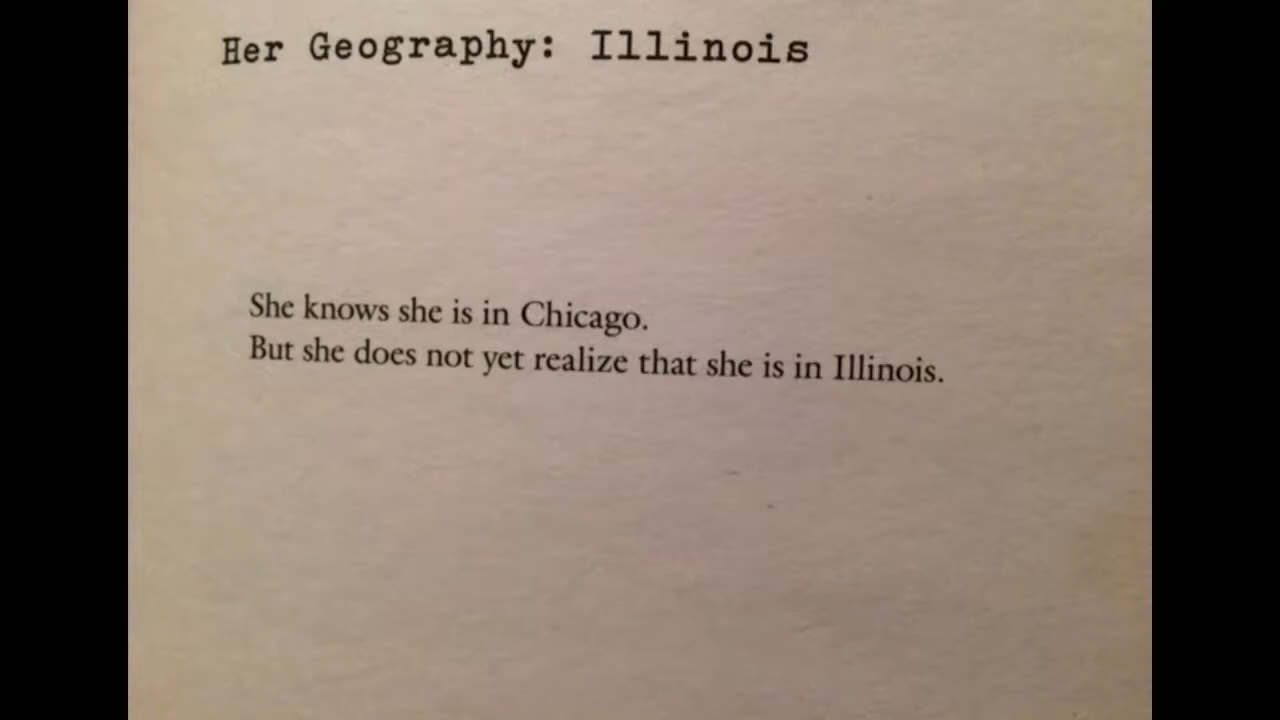 Her Geography: Illinois
She knows she is in Chicago.
But she does not yet realize that she is in Illinois.